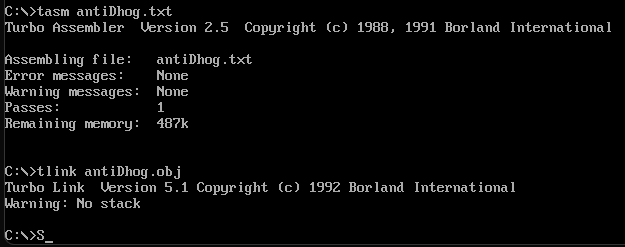 C:\>tasm antiDhog.txt
Turbo Assembler  Version 2.5  Copyright (c) 1988, 1991 Borland International
Assembling file:   antiDhog.txt
Error messages:    None
Warning messages:  None
Passes:            1
Remaining memory:  487k
C:\>tlink antiDhog.obj
Turbo Link  Version 5.1 Copyright (c) 1992 Borland International
Warning: No stack
C:\>S_